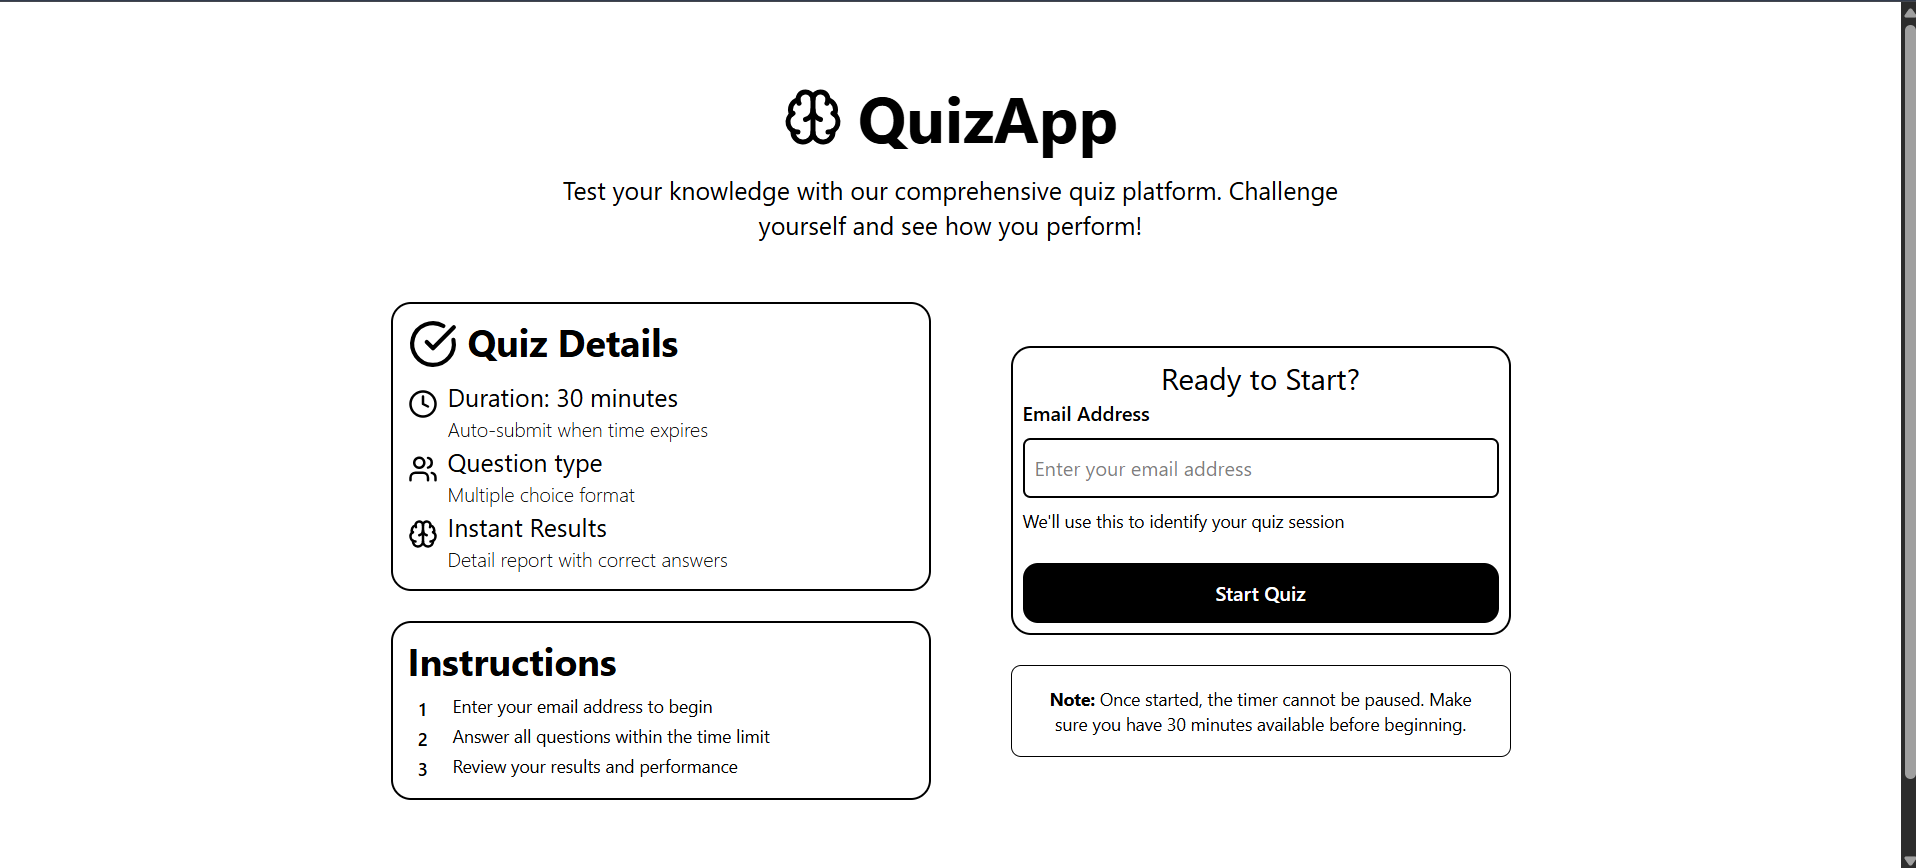 QuizApp
Test your knowledge with our comprehensive quiz platform. Challenge
yourself and see how you perform!
Quiz Details
Duration: 30 minutes
Auto-submit when time expires
Question type
Multiple choice format
Instant Results
Detail report with correct answers
Instructions
1 Enter your email address to begin
2 Answer all questions within the time limit
3 Review your results and performance
Ready to Start?
Email Address
Enter your email address
We'll use this to identify your quiz session
Start Quiz
Note: Once started, the timer cannot be paused. Make
sure you have 30 minutes available before beginning.